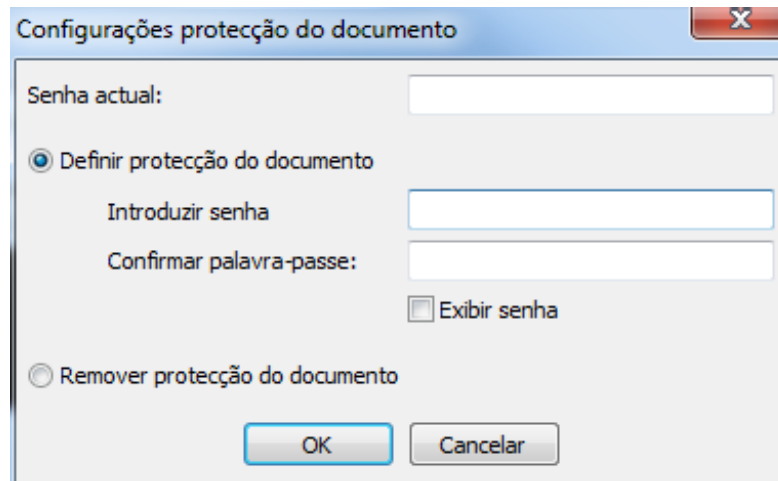 Configurações protecção do documento
Senha actual:
Definir protecção do documento
Introduzir senha
Confirmar palavra-passe:
Exibir senha
Remover protecção do documento
OK Cancelar